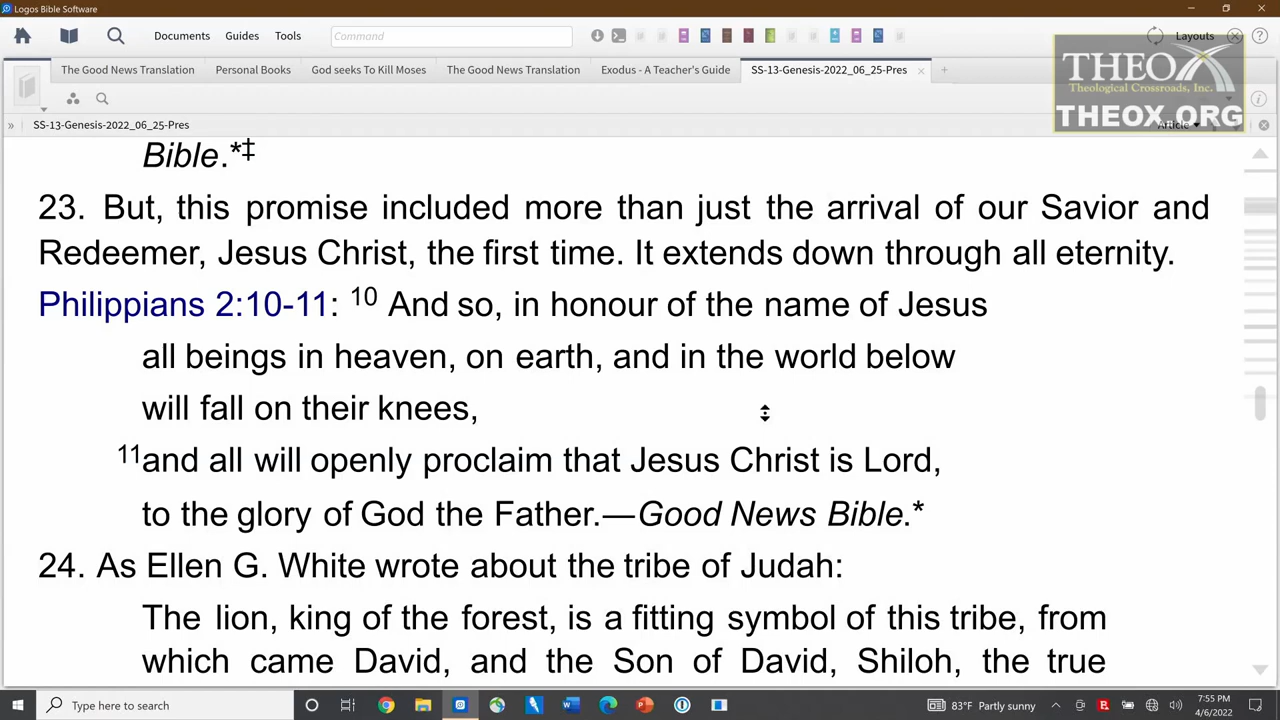 Logos Bible Software
Documents Guides Tools Command Layouts
The Good News Translation Personal Books God seeks To Kill Moses The Good News Translation Exodus - A Teacher's Guide SS-13-Genesis-2022_06_25-Pres
THEOX
Theological Crossroads, Inc.
THEOX.ORG
SS-13-Genesis-2022_06_25-Pres Article
Bible.*‡
23. But, this promise included more than just the arrival of our Savior and
Redeemer, Jesus Christ, the first time. It extends down through all eternity.
Philippians 2:10-11: 10 And so, in honour of the name of Jesus
all beings in heaven, on earth, and in the world below
will fall on their knees,
11and all will openly proclaim that Jesus Christ is Lord,
to the glory of God the Father.—Good News Bible.*
24. As Ellen G. White wrote about the tribe of Judah:
The lion, king of the forest, is a fitting symbol of this tribe, from
which came David, and the Son of David, Shiloh, the true
Type here to search 83°F Partly sunny 7:55 PM
4/6/2022